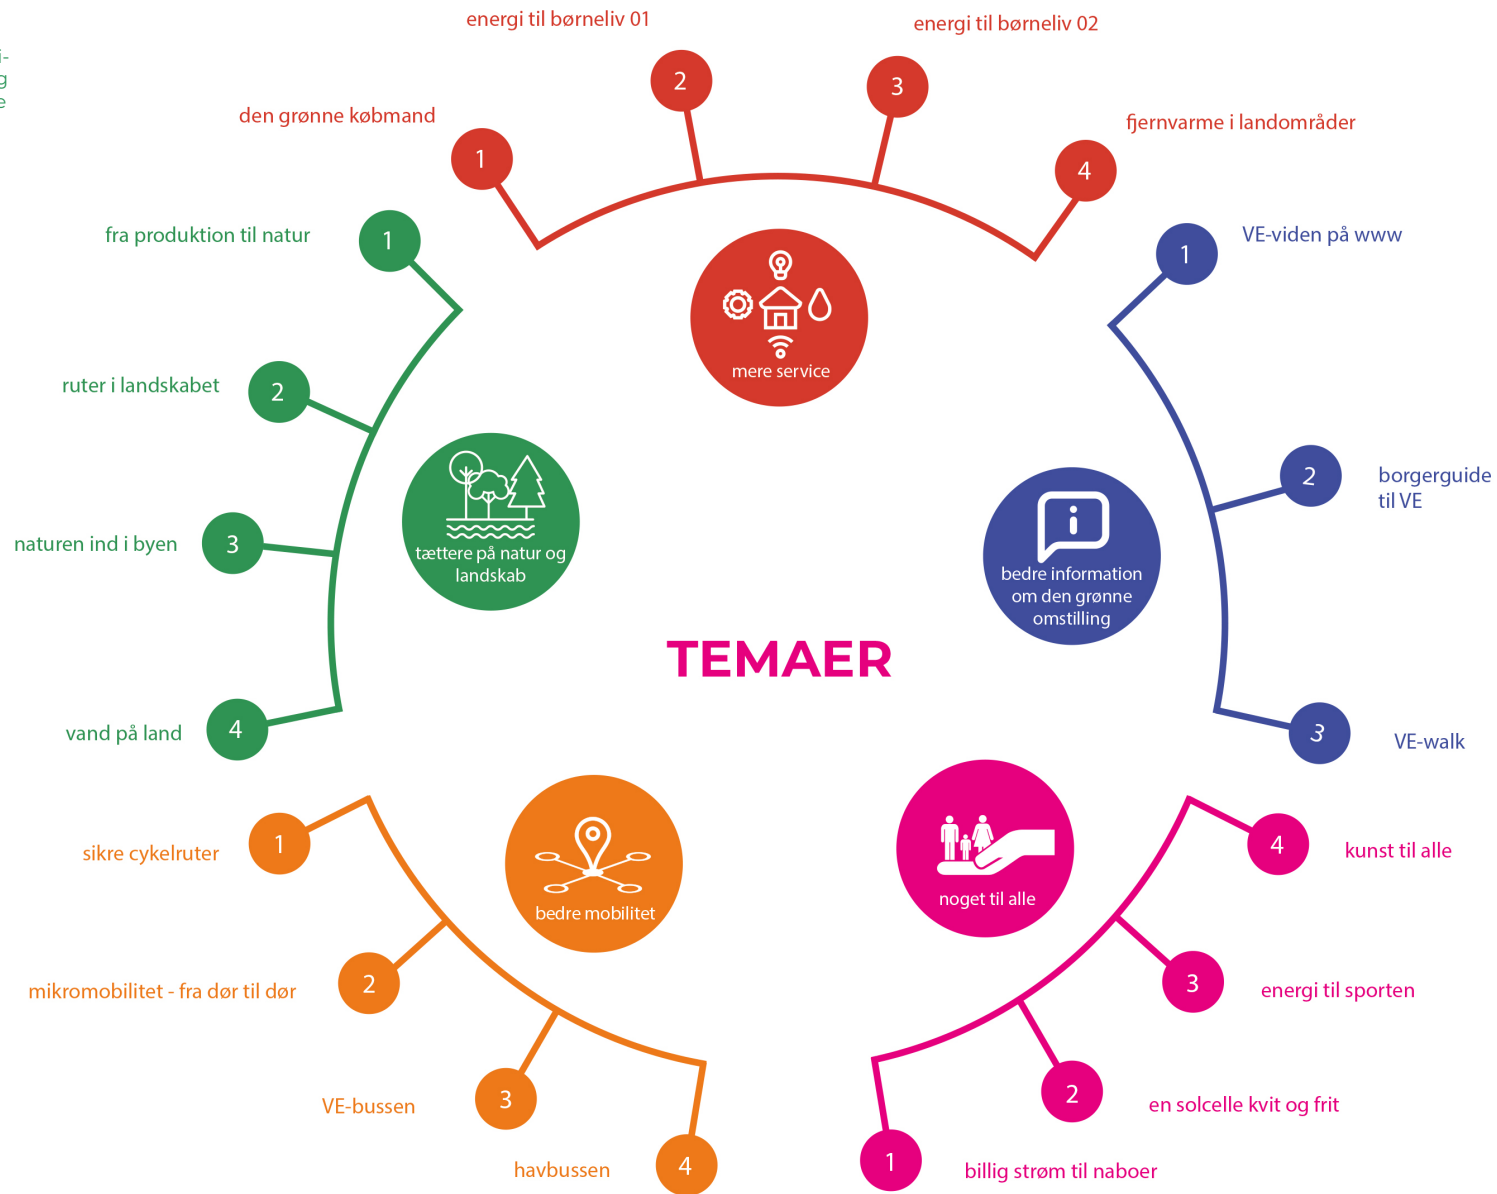 energi til børneliv 01
energi til børneliv 02
den grønne købmand
fjernvarme i landområder
1
2
3
4
mere service
fra produktion til natur
1
ruter i landskabet
2
naturen ind i byen
3
vand på land
4
tættere på natur og
landskab
VE-viden på www
1
borgerguide
til VE
2
VE-walk
3
bedre information
om den grønne
omstilling
TEMAER
sikre cykelruter
1
mikromobilitet - fra dør til dør
2
VE-bussen
3
havbussen
4
bedre mobilitet
noget til alle
4
kunst til alle
3
energi til sporten
2
en solcelle kvit og frit
1
billig strøm til naboer